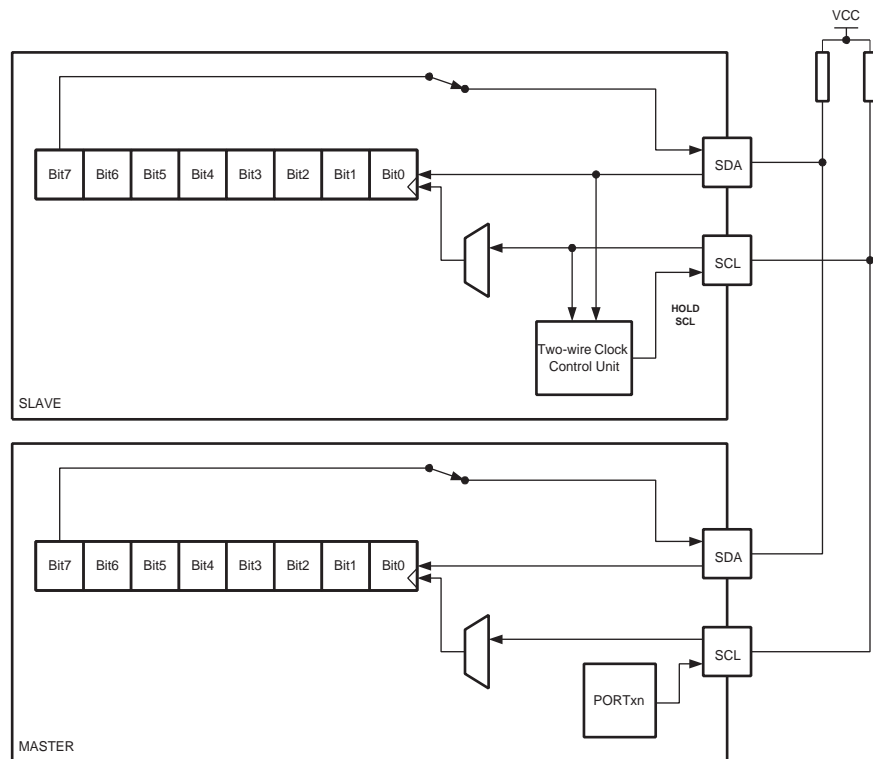 VCC
Bit7 Bit6 Bit5 Bit4 Bit3 Bit2 Bit1 Bit0
SDA
SCL
HOLD
SCL
Two-wire Clock
Control Unit
SLAVE
Bit7 Bit6 Bit5 Bit4 Bit3 Bit2 Bit1 Bit0
SDA
SCL
PORTxn
MASTER